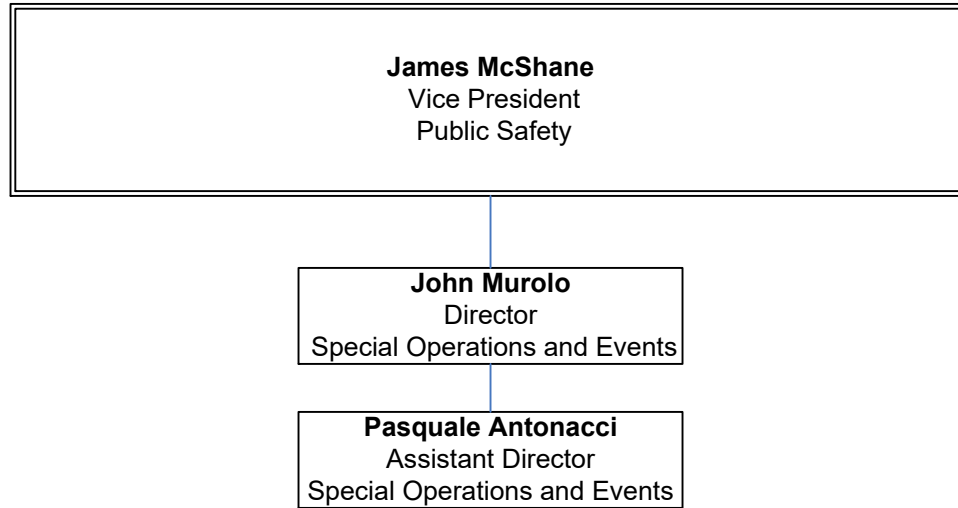 James McShane
Vice President
Public Safety
John Murolo
Director
Special Operations and Events
Pasquale Antonacci
Assistant Director
Special Operations and Events